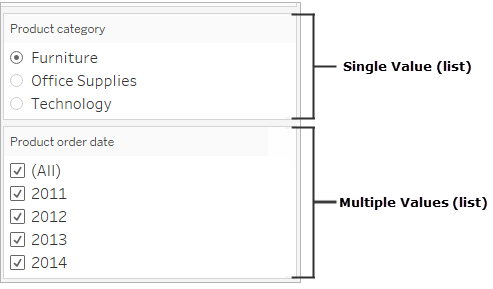 Product category
Furniture
Office Supplies
Technology
Single Value (list)
Product order date
(All)
2011
2012
2013
2014
Multiple Values (list)